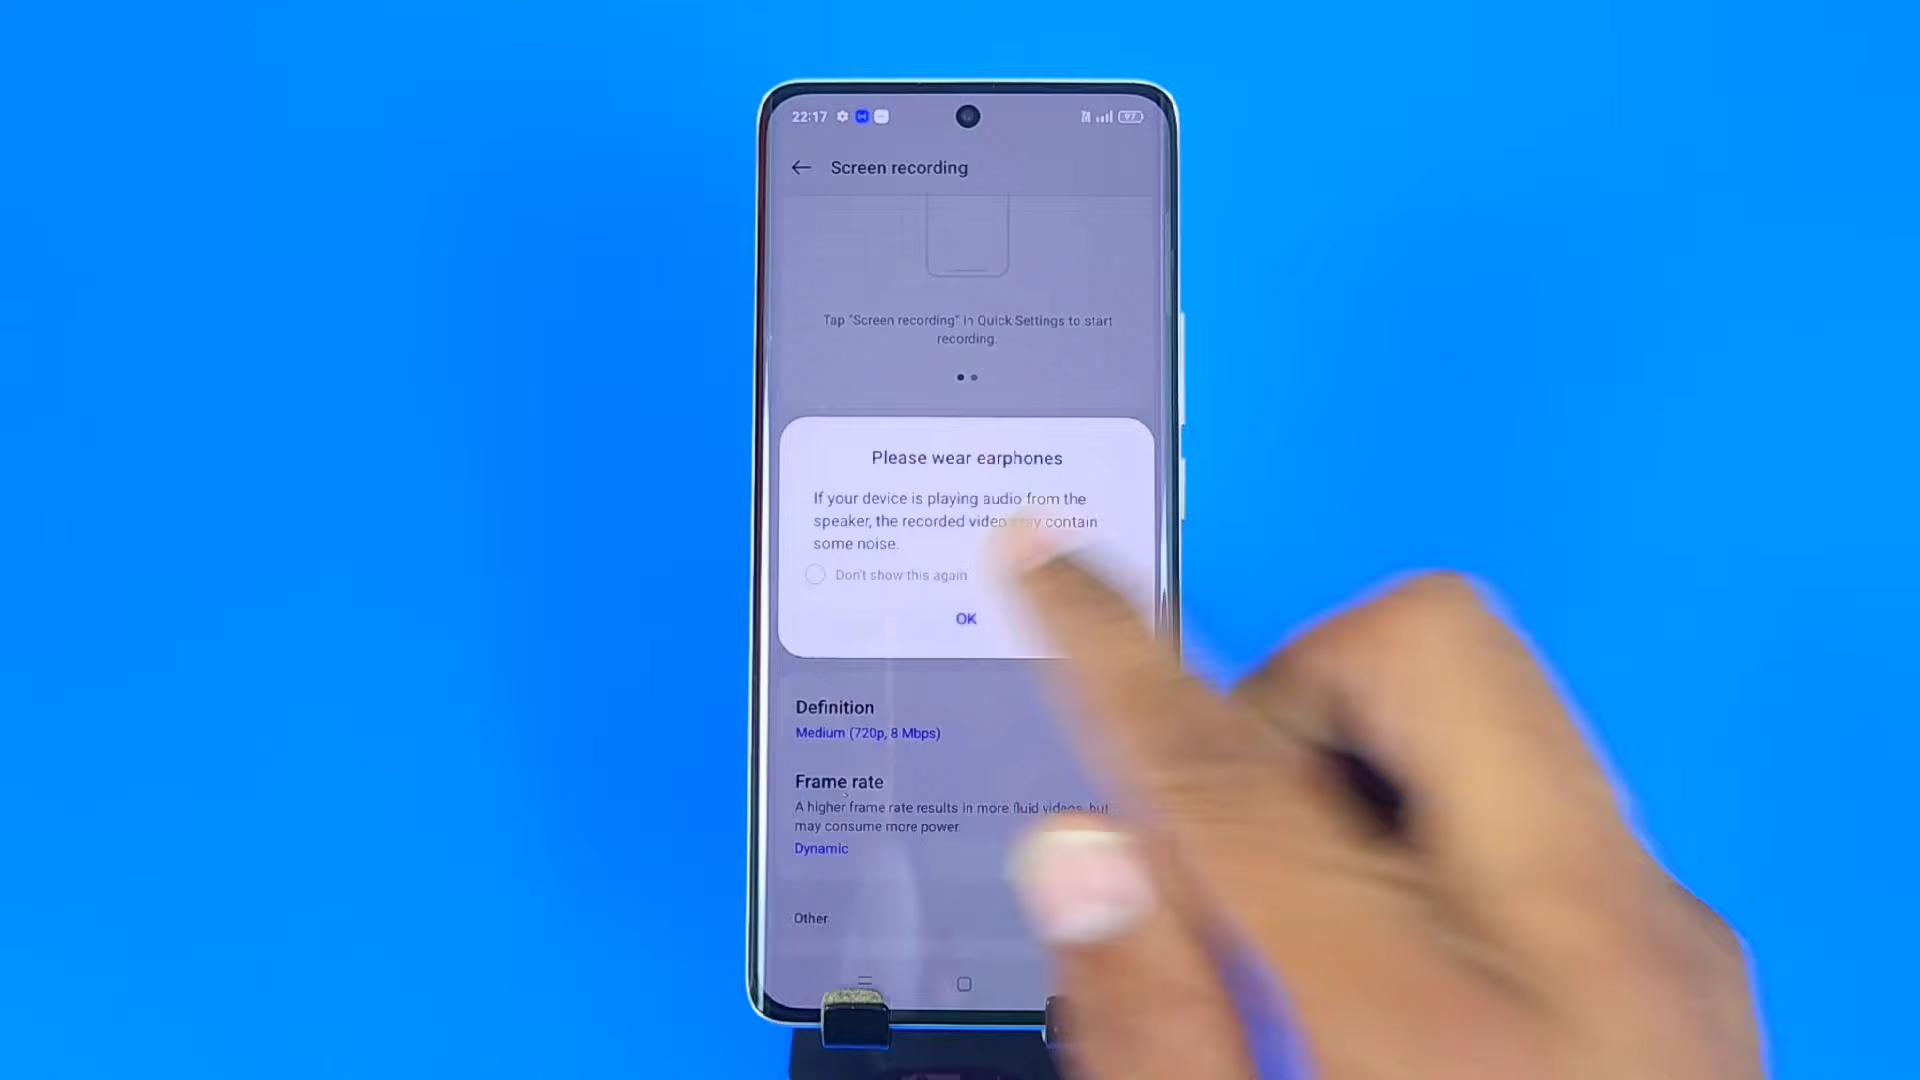 22:17 97
Screen recording
Tap "Screen recording" in Quick Settings to start
recording.
Please wear earphones
If your device is playing audio from the
speaker, the recorded video may contain
some noise.
Don't show this again
OK
Definition
Medium (720p, 8 Mbps)
Frame rate
A higher frame rate results in more fluid videos, but
may consume more power.
Dynamic
Other